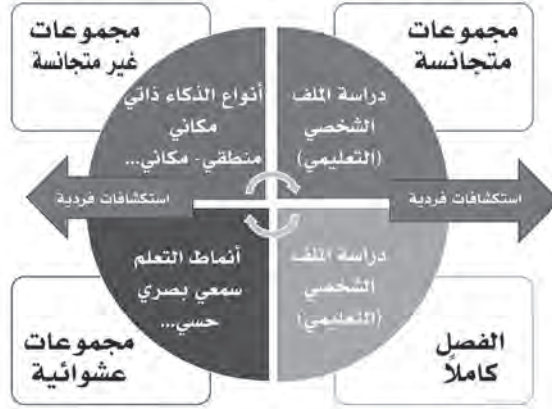 مجموعات
متجانسة
مجموعات
غير متجانسة
دراسة الملف
الشخصي
(التعليمي)
أنواع الذكاء ذاتي
مكاني
منطقي- مكاني...
استكشافات فردية
استكشافات فردية
دراسة الملف
الشخصي
(التعليمي)
أنماط التعلم
سمعي بصري
حسي...
الفصل
كاملاً
مجموعات
عشوائية